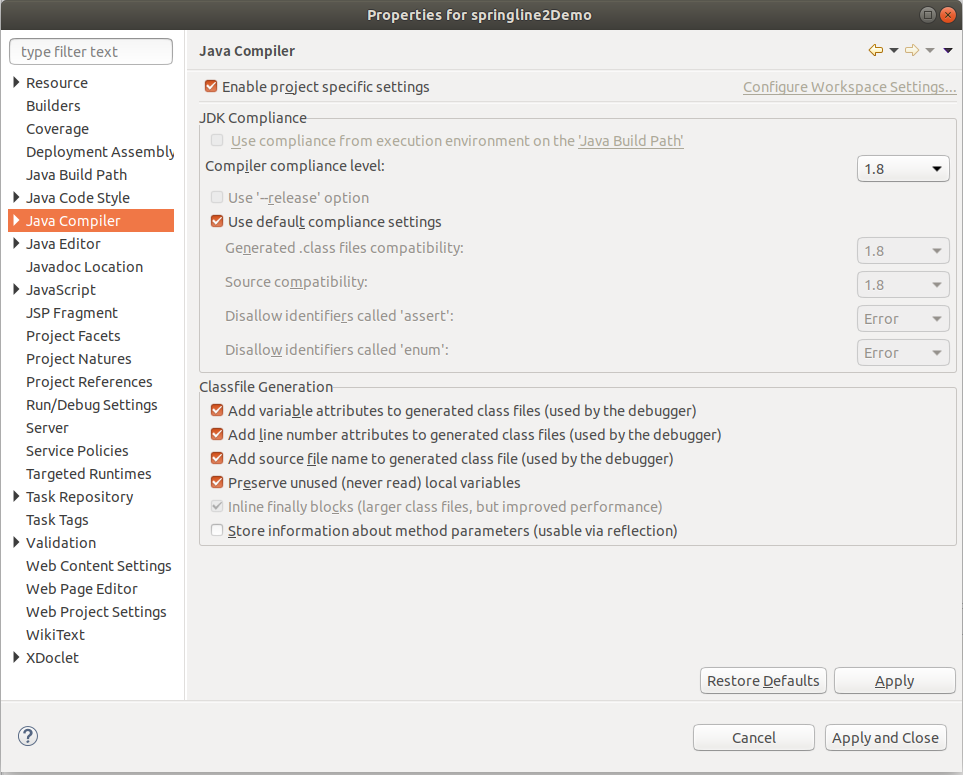 Properties for springline2Demo
type filter text
Resource
Builders
Coverage
Deployment Assembly
Java Build Path
Java Code Style
Java Compiler
Java Editor
Javadoc Location
JavaScript
JSP Fragment
Project Facets
Project Natures
Project References
Run/Debug Settings
Server
Service Policies
Targeted Runtimes
Task Repository
Task Tags
Validation
Web Content Settings
Web Page Editor
Web Project Settings
WikiText
XDoclet
Java Compiler
Enable project specific settings
Configure Workspace Settings...
JDK Compliance
Use compliance from execution environment on the 'Java Build Path'
Compiler compliance level: 1.8
Use '--release' option
Use default compliance settings
Generated .class files compatibility: 1.8
Source compatibility: 1.8
Disallow identifiers called 'assert': Error
Disallow identifiers called 'enum': Error
Classfile Generation
Add variable attributes to generated class files (used by the debugger)
Add line number attributes to generated class files (used by the debugger)
Add source file name to generated class file (used by the debugger)
Preserve unused (never read) local variables
Inline finally blocks (larger class files, but improved performance)
Store information about method parameters (usable via reflection)
Restore Defaults Apply
? Cancel Apply and Close